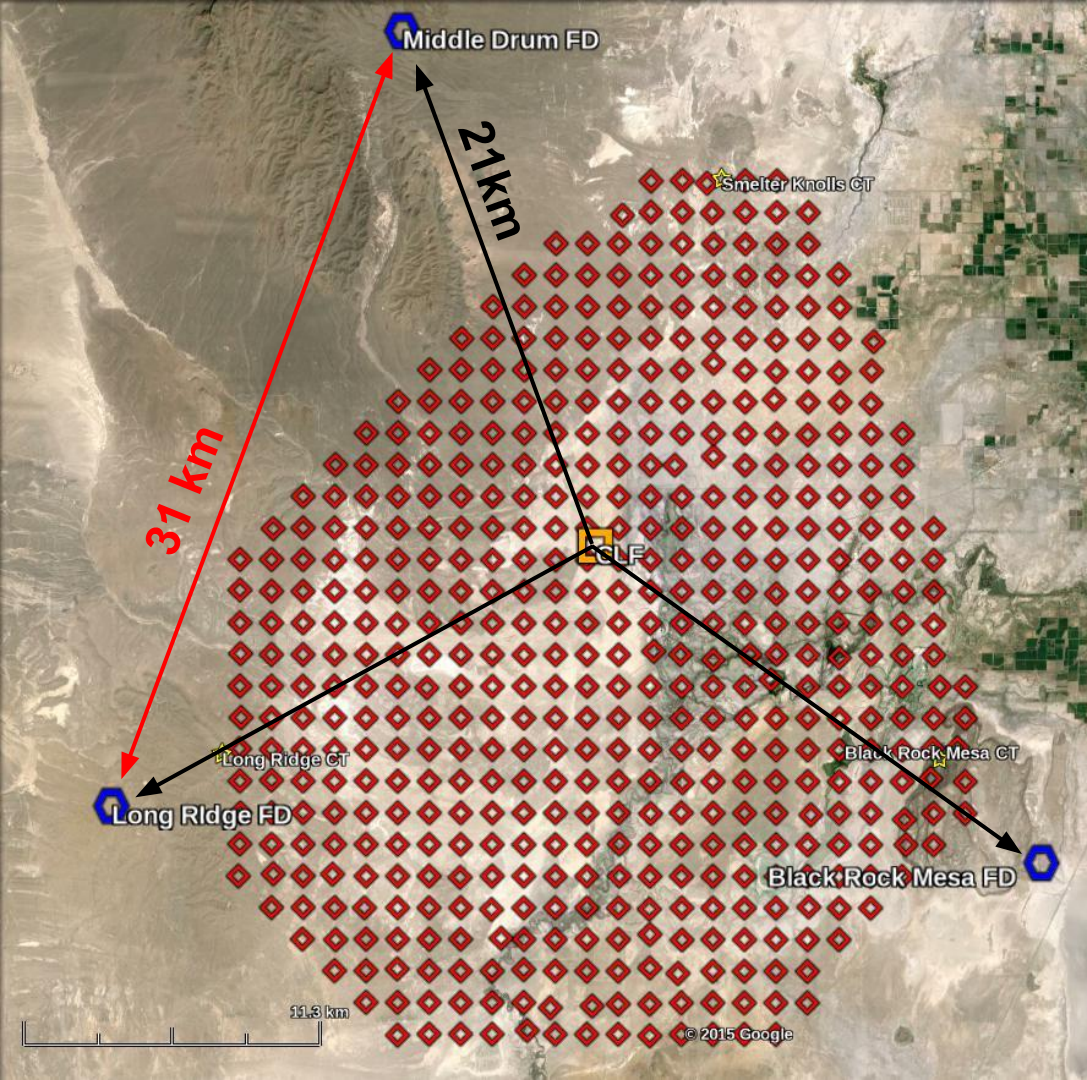 Middle Drum FD
21km
Smelter Knolls CT
31 km
CLF
Long Ridge CT
Black Rock Mesa CT
Long RIdge FD
Black Rock Mesa FD
11.3 km
© 2015 Google